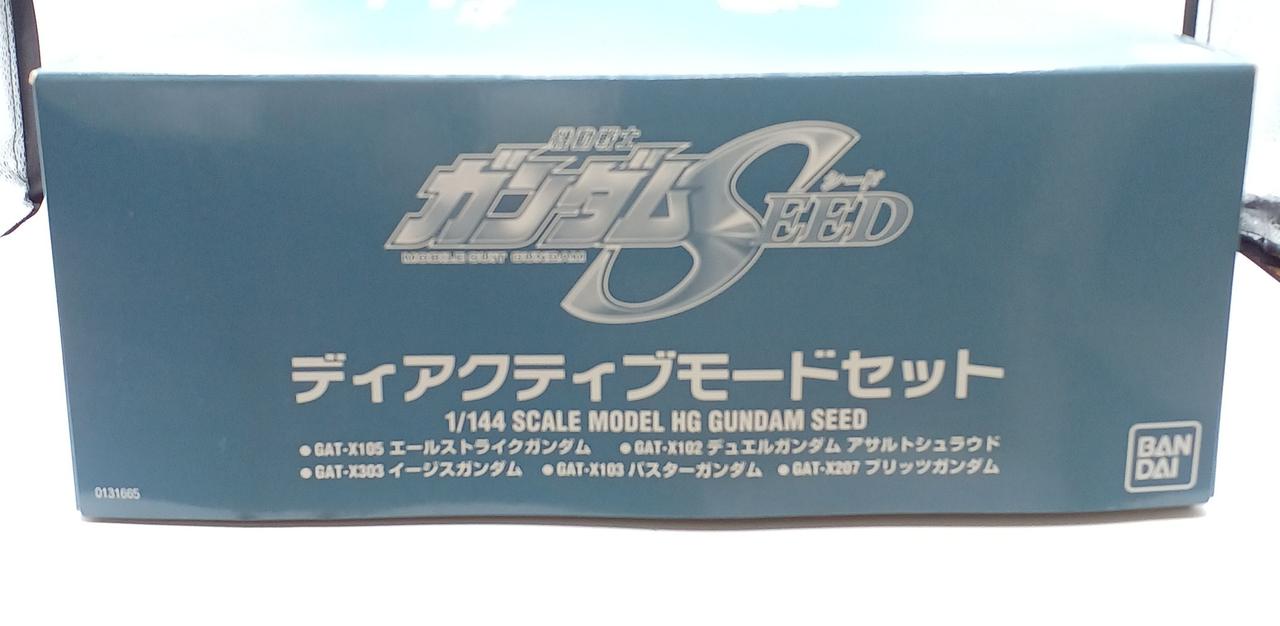 機動戦士
ガンダムSEED
シード
MOBILE SUIT GUNDAM
ディアクティブモードセット
1/144 SCALE MODEL HG GUNDAM SEED
●GAT-X105 エールストライクガンダム ●GAT-X102 デュエルガンダム アサルトシュラウド
●GAT-X303 イージスガンダム ●GAT-X103 バスターガンダム ●GAT-X207 ブリッツガンダム
0131665
BAN
DAI